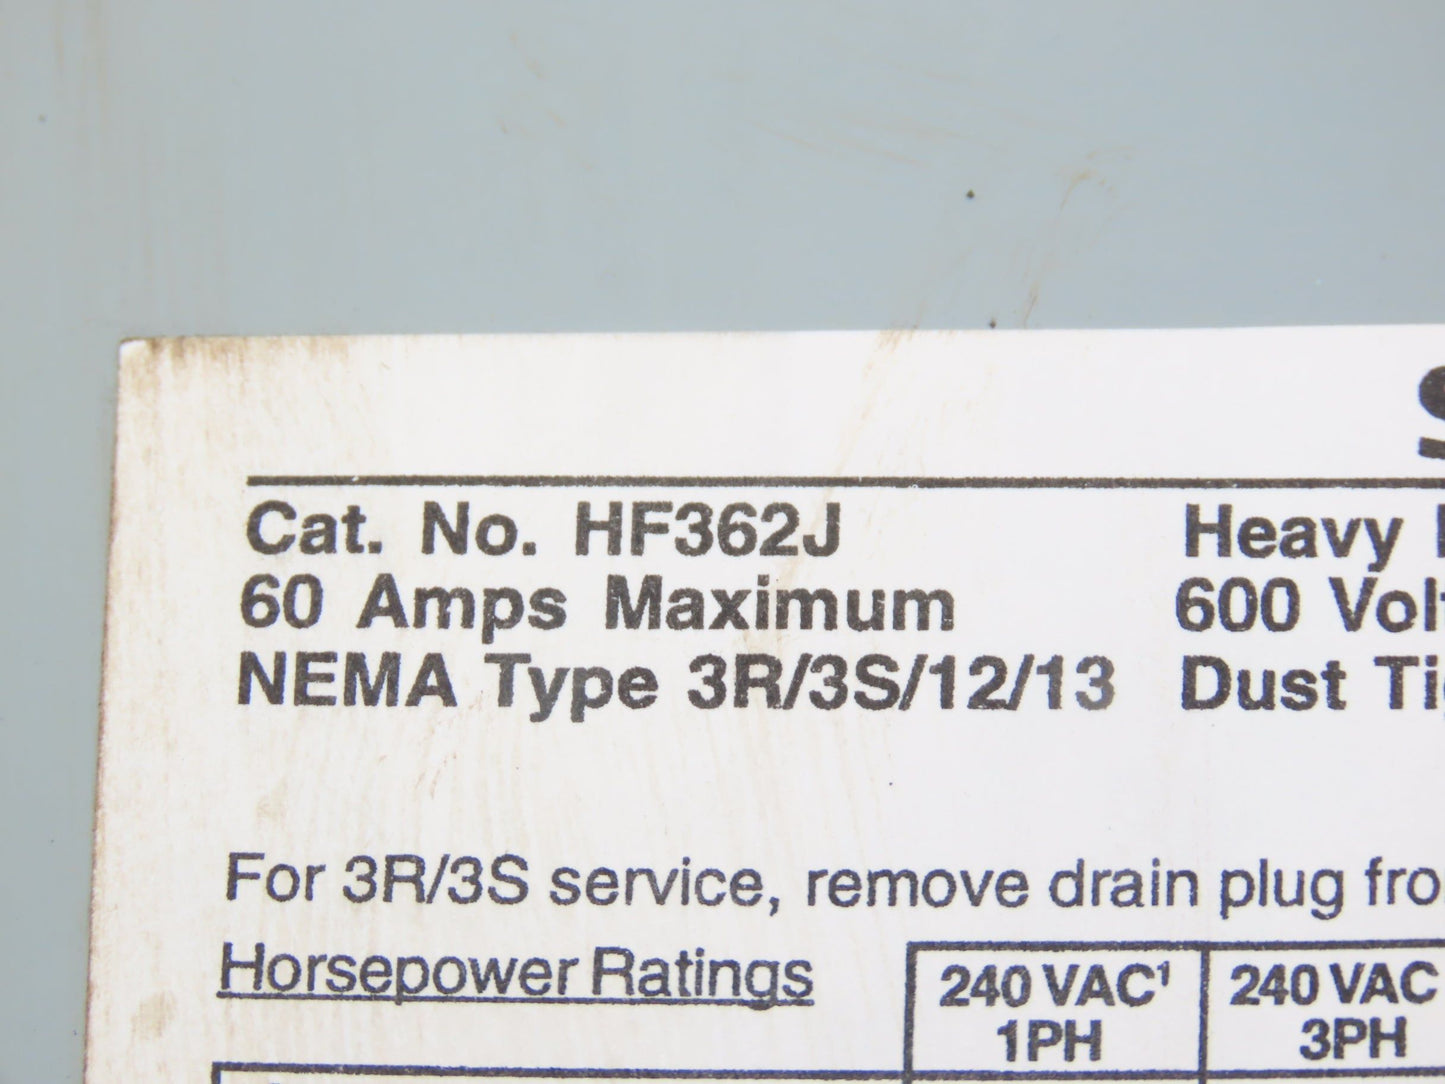 Cat. No. HF362J Heavy
60 Amps Maximum 600
NEMA Type 3R/3S/12/13 Dust
For 3R/3S service, remove drain plug
Horsepower Ratings 240 VAC¹ 240 VAC
1PH 3PH